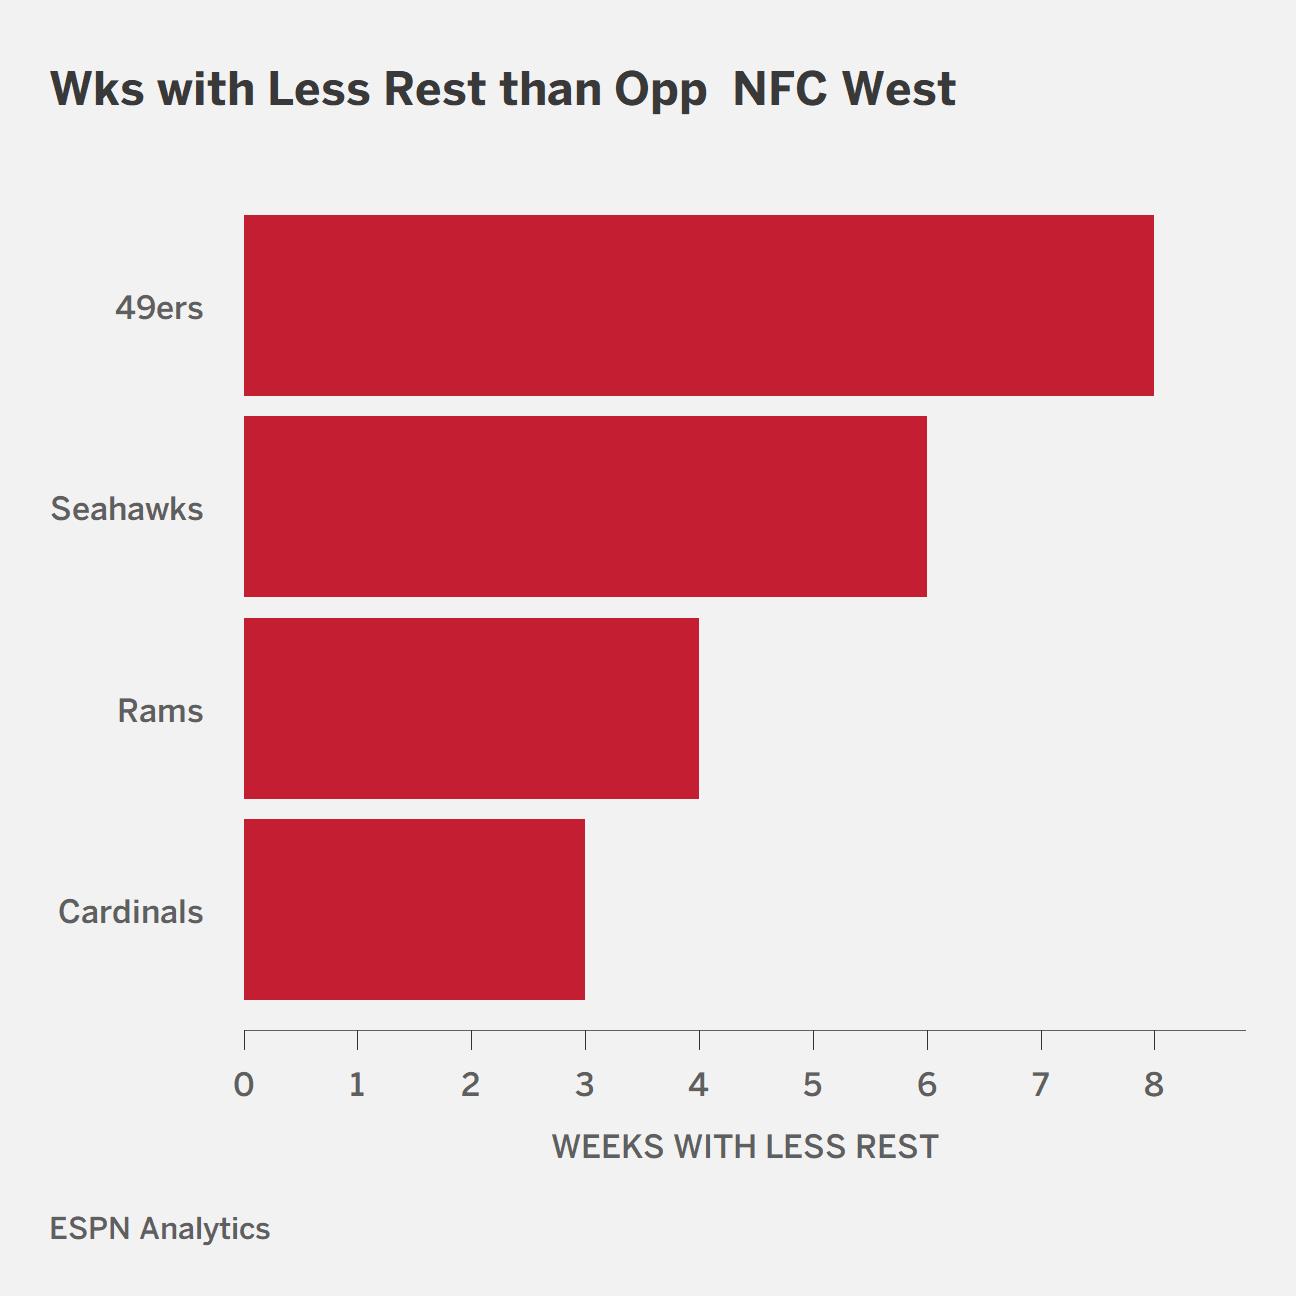 Wks with Less Rest than Opp  NFC West
49ers
Seahawks
Rams
Cardinals
0 1 2 3 4 5 6 7 8
WEEKS WITH LESS REST
ESPN Analytics